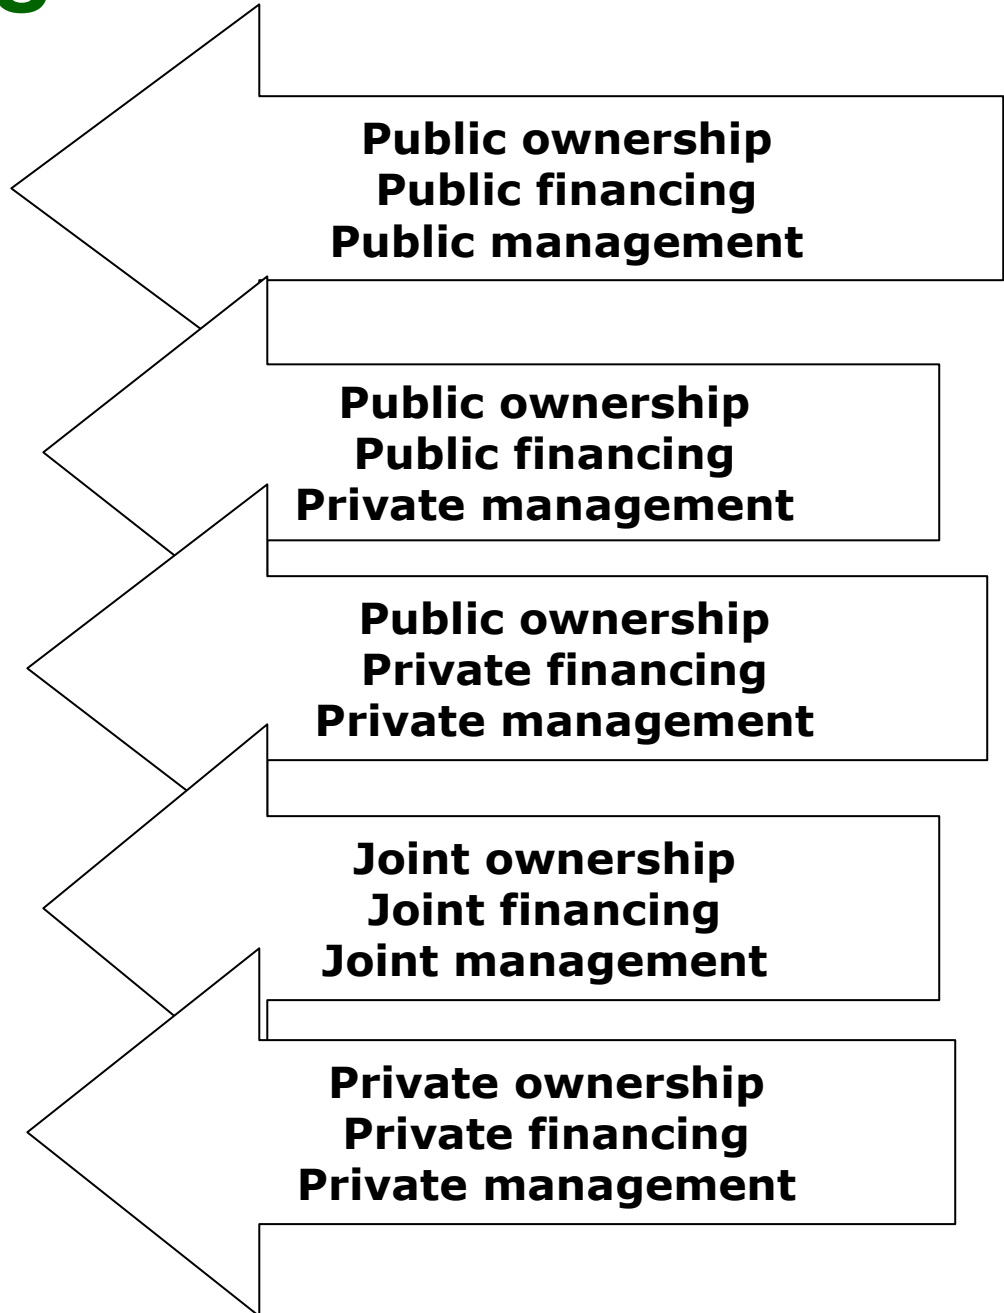 Public ownership
Public financing
Public management
Public ownership
Public financing
Private management
Public ownership
Private financing
Private management
Joint ownership
Joint financing
Joint management
Private ownership
Private financing
Private management